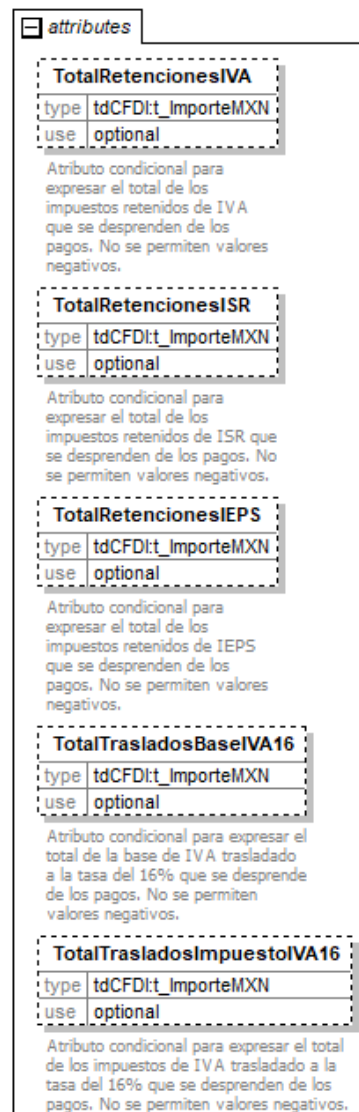 attributes
TotalRetencionesIVA
type tdCFDI:t_ImporteMXN
use optional
Atributo condicional para
expresar el total de los
impuestos retenidos de IVA
que se desprenden de los
pagos. No se permiten valores
negativos.
TotalRetencionesISR
type tdCFDI:t_ImporteMXN
use optional
Atributo condicional para
expresar el total de los
impuestos retenidos de ISR que
se desprenden de los pagos. No
se permiten valores negativos.
TotalRetencionesIEPS
type tdCFDI:t_ImporteMXN
use optional
Atributo condicional para
expresar el total de los
impuestos retenidos de IEPS
que se desprenden de los
pagos. No se permiten valores
negativos.
TotalTrasladosBaseIVA16
type tdCFDI:t_ImporteMXN
use optional
Atributo condicional para expresar el
total de la base de IVA trasladado
a la tasa del 16% que se desprende
de los pagos. No se permiten
valores negativos.
TotalTrasladosImpuestoIVA16
type tdCFDI:t_ImporteMXN
use optional
Atributo condicional para expresar el total
de los impuestos de IVA trasladado a la
tasa del 16% que se desprenden de los
pagos. No se permiten valores negativos.